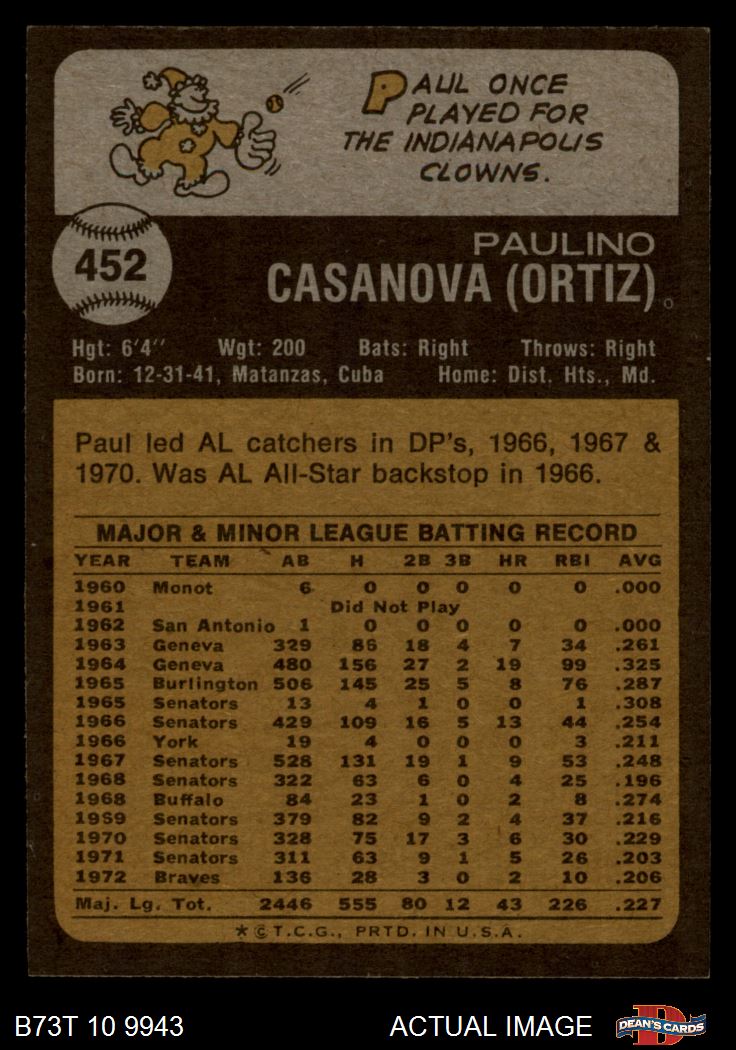 PAUL ONCE
PLAYED FOR
THE INDIANAPOLIS
CLOWNS.
452
PAULINO
CASANOVA (ORTIZ)
Hgt: 6'4" Wgt: 200 Bats: Right Throws: Right
Born: 12-31-41, Matanzas, Cuba Home: Dist. Hts., Md.
Paul led AL catchers in DP's, 1966, 1967 &
1970. Was AL All-Star backstop in 1966.
MAJOR & MINOR LEAGUE BATTING RECORD
YEAR TEAM AB H 2B 3B HR RBI AVG
1960 Monot 6 0 0 0 0 0 .000
1961 Did Not Play
1962 San Antonio 1 0 0 0 0 0 .000
1963 Geneva 329 86 18 4 7 34 .261
1964 Geneva 480 156 27 2 19 99 .325
1965 Burlington 506 145 25 5 8 76 .287
1965 Senators 13 4 1 0 0 1 .308
1966 Senators 429 109 16 5 13 44 .254
1966 York 19 4 0 0 0 3 .211
1967 Senators 528 131 19 1 9 53 .248
1968 Senators 322 63 6 0 4 25 .196
1968 Buffalo 84 23 1 0 2 8 .274
1969 Senators 379 82 9 2 4 37 .216
1970 Senators 328 75 17 3 6 30 .229
1971 Senators 311 63 9 1 5 26 .203
1972 Braves 136 28 3 0 2 10 .206
Maj. Lg. Tot. 2446 555 80 12 43 226 .227
*©T.C.G., PRTD. IN U.S.A.
B73T 10 9943 ACTUAL IMAGE DEAN'S CARDS